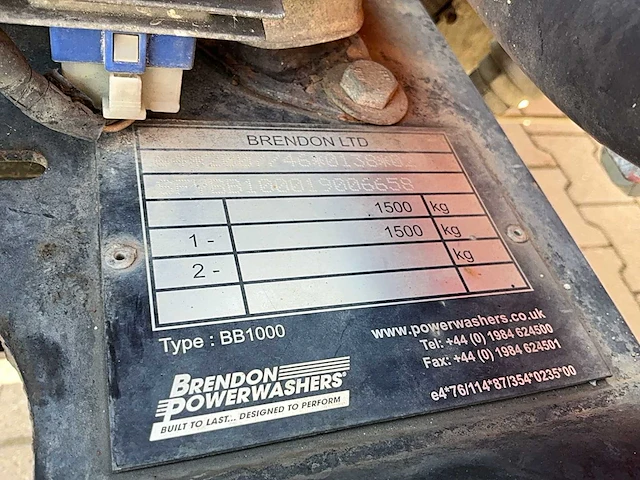 BRENDON LTD
1500 kg
1 - 1500 kg
2 - kg
Type : BB1000
www.powerwashers.co.uk
Tel: +44 (0) 1984 624500
Fax: +44 (0) 1984 624501
BRENDON
POWERWASHERS®
BUILT TO LAST... DESIGNED TO PERFORM
e4*76/114*87/354*0235*00